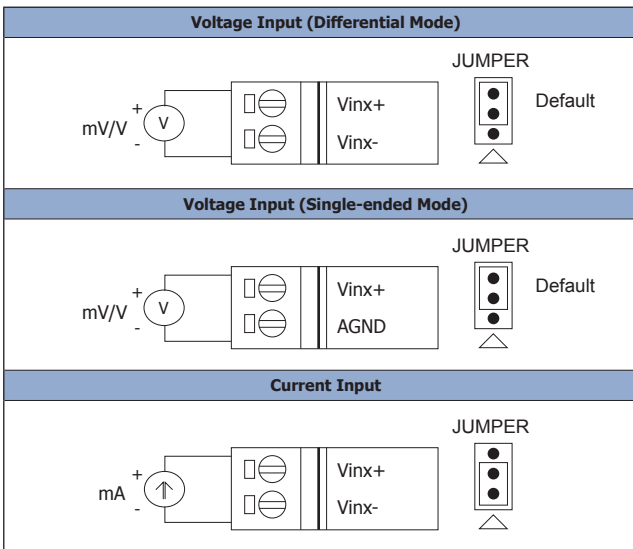 Voltage Input (Differential Mode)
JUMPER
Default
+
mV/V
-
V
Vinx+
Vinx-
Voltage Input (Single-ended Mode)
JUMPER
Default
+
mV/V
-
V
Vinx+
AGND
Current Input
JUMPER
+
mA
-
Vinx+
Vinx-